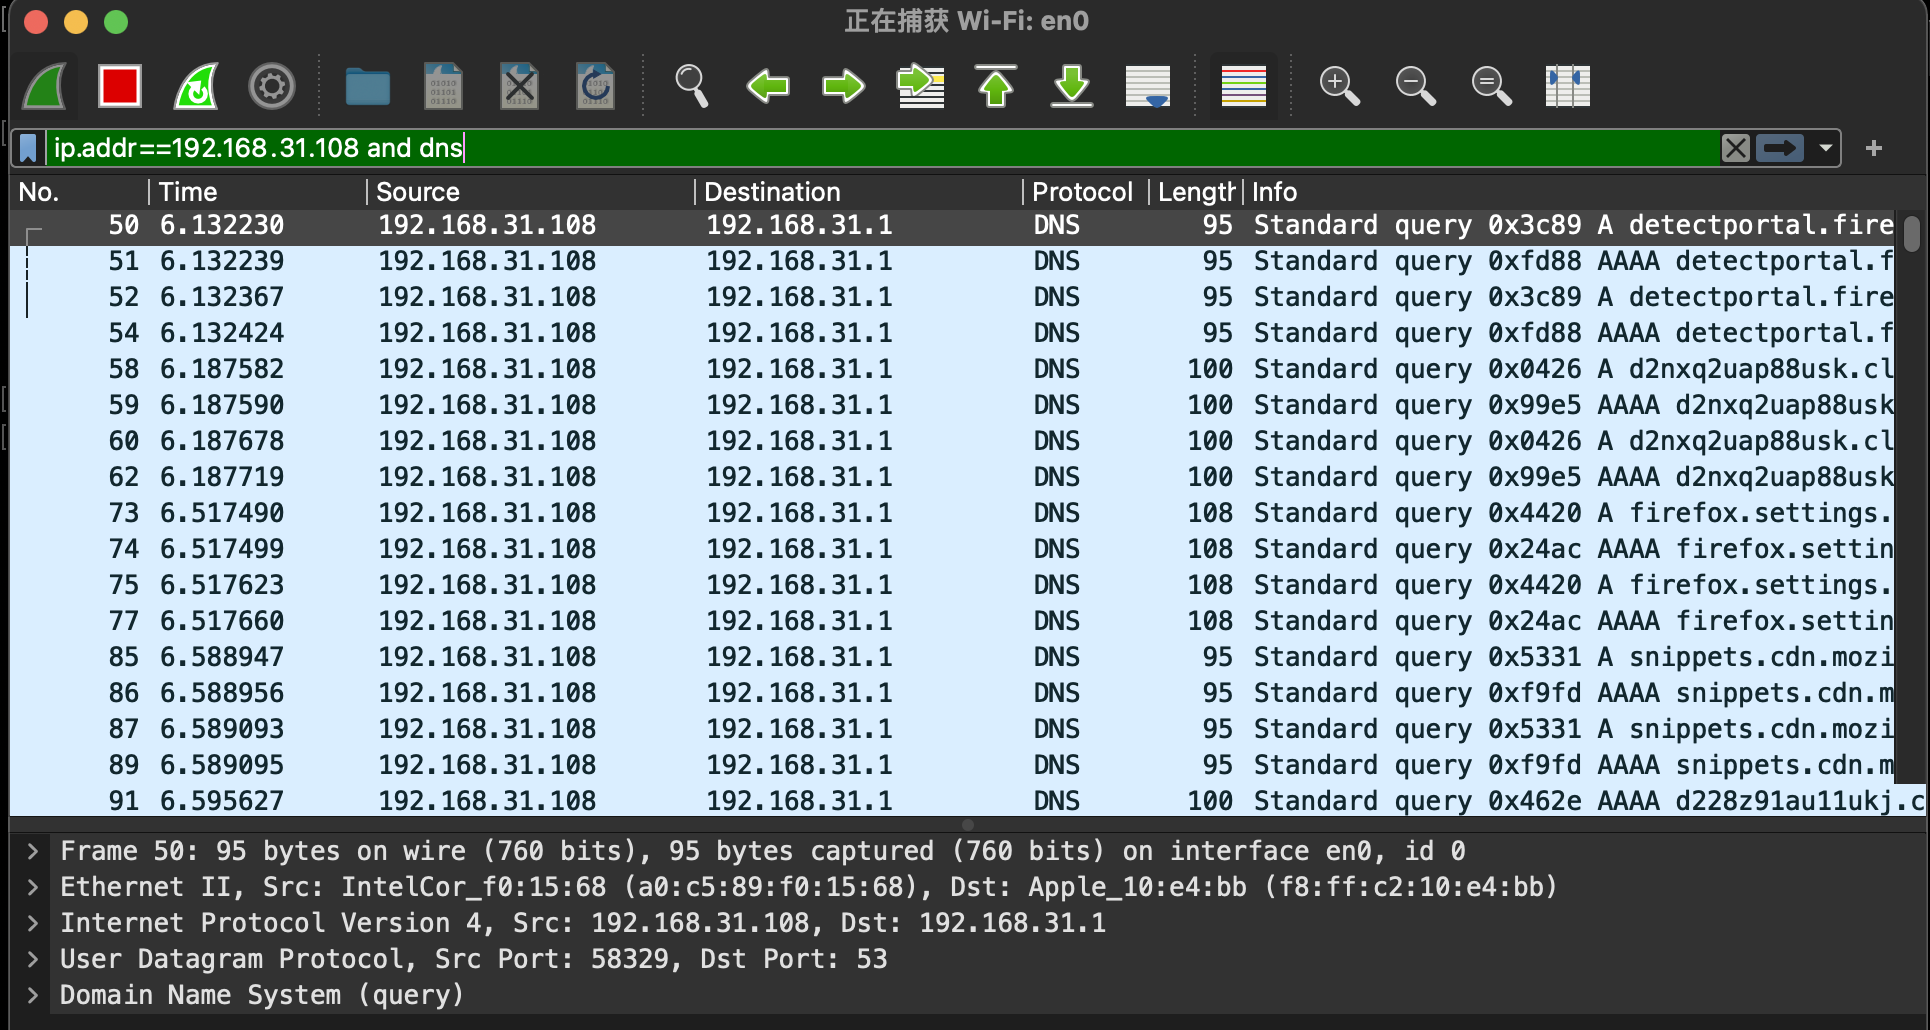 正在捕获 Wi-Fi: en0
ip.addr==192.168.31.108 and dns
No. Time Source Destination Protocol Length Info
50 6.132230 192.168.31.108 192.168.31.1 DNS 95 Standard query 0x3c89 A detectportal.fire
51 6.132239 192.168.31.108 192.168.31.1 DNS 95 Standard query 0xfd88 AAAA detectportal.f
52 6.132367 192.168.31.108 192.168.31.1 DNS 95 Standard query 0x3c89 A detectportal.fire
54 6.132424 192.168.31.108 192.168.31.1 DNS 95 Standard query 0xfd88 AAAA detectportal.f
58 6.187582 192.168.31.108 192.168.31.1 DNS 100 Standard query 0x0426 A d2nxq2uap88usk.cl
59 6.187590 192.168.31.108 192.168.31.1 DNS 100 Standard query 0x99e5 AAAA d2nxq2uap88usk
60 6.187678 192.168.31.108 192.168.31.1 DNS 100 Standard query 0x0426 A d2nxq2uap88usk.cl
62 6.187719 192.168.31.108 192.168.31.1 DNS 100 Standard query 0x99e5 AAAA d2nxq2uap88usk
73 6.517490 192.168.31.108 192.168.31.1 DNS 108 Standard query 0x4420 A firefox.settings.
74 6.517499 192.168.31.108 192.168.31.1 DNS 108 Standard query 0x24ac AAAA firefox.settin
75 6.517623 192.168.31.108 192.168.31.1 DNS 108 Standard query 0x4420 A firefox.settings.
77 6.517660 192.168.31.108 192.168.31.1 DNS 108 Standard query 0x24ac AAAA firefox.settin
85 6.588947 192.168.31.108 192.168.31.1 DNS 95 Standard query 0x5331 A snippets.cdn.mozi
86 6.588956 192.168.31.108 192.168.31.1 DNS 95 Standard query 0xf9fd AAAA snippets.cdn.m
87 6.589093 192.168.31.108 192.168.31.1 DNS 95 Standard query 0x5331 A snippets.cdn.mozi
89 6.589095 192.168.31.108 192.168.31.1 DNS 95 Standard query 0xf9fd AAAA snippets.cdn.m
91 6.595627 192.168.31.108 192.168.31.1 DNS 100 Standard query 0x462e AAAA d228z91au11ukj.c
Frame 50: 95 bytes on wire (760 bits), 95 bytes captured (760 bits) on interface en0, id 0
Ethernet II, Src: IntelCor_f0:15:68 (a0:c5:89:f0:15:68), Dst: Apple_10:e4:bb (f8:ff:c2:10:e4:bb)
Internet Protocol Version 4, Src: 192.168.31.108, Dst: 192.168.31.1
User Datagram Protocol, Src Port: 58329, Dst Port: 53
Domain Name System (query)